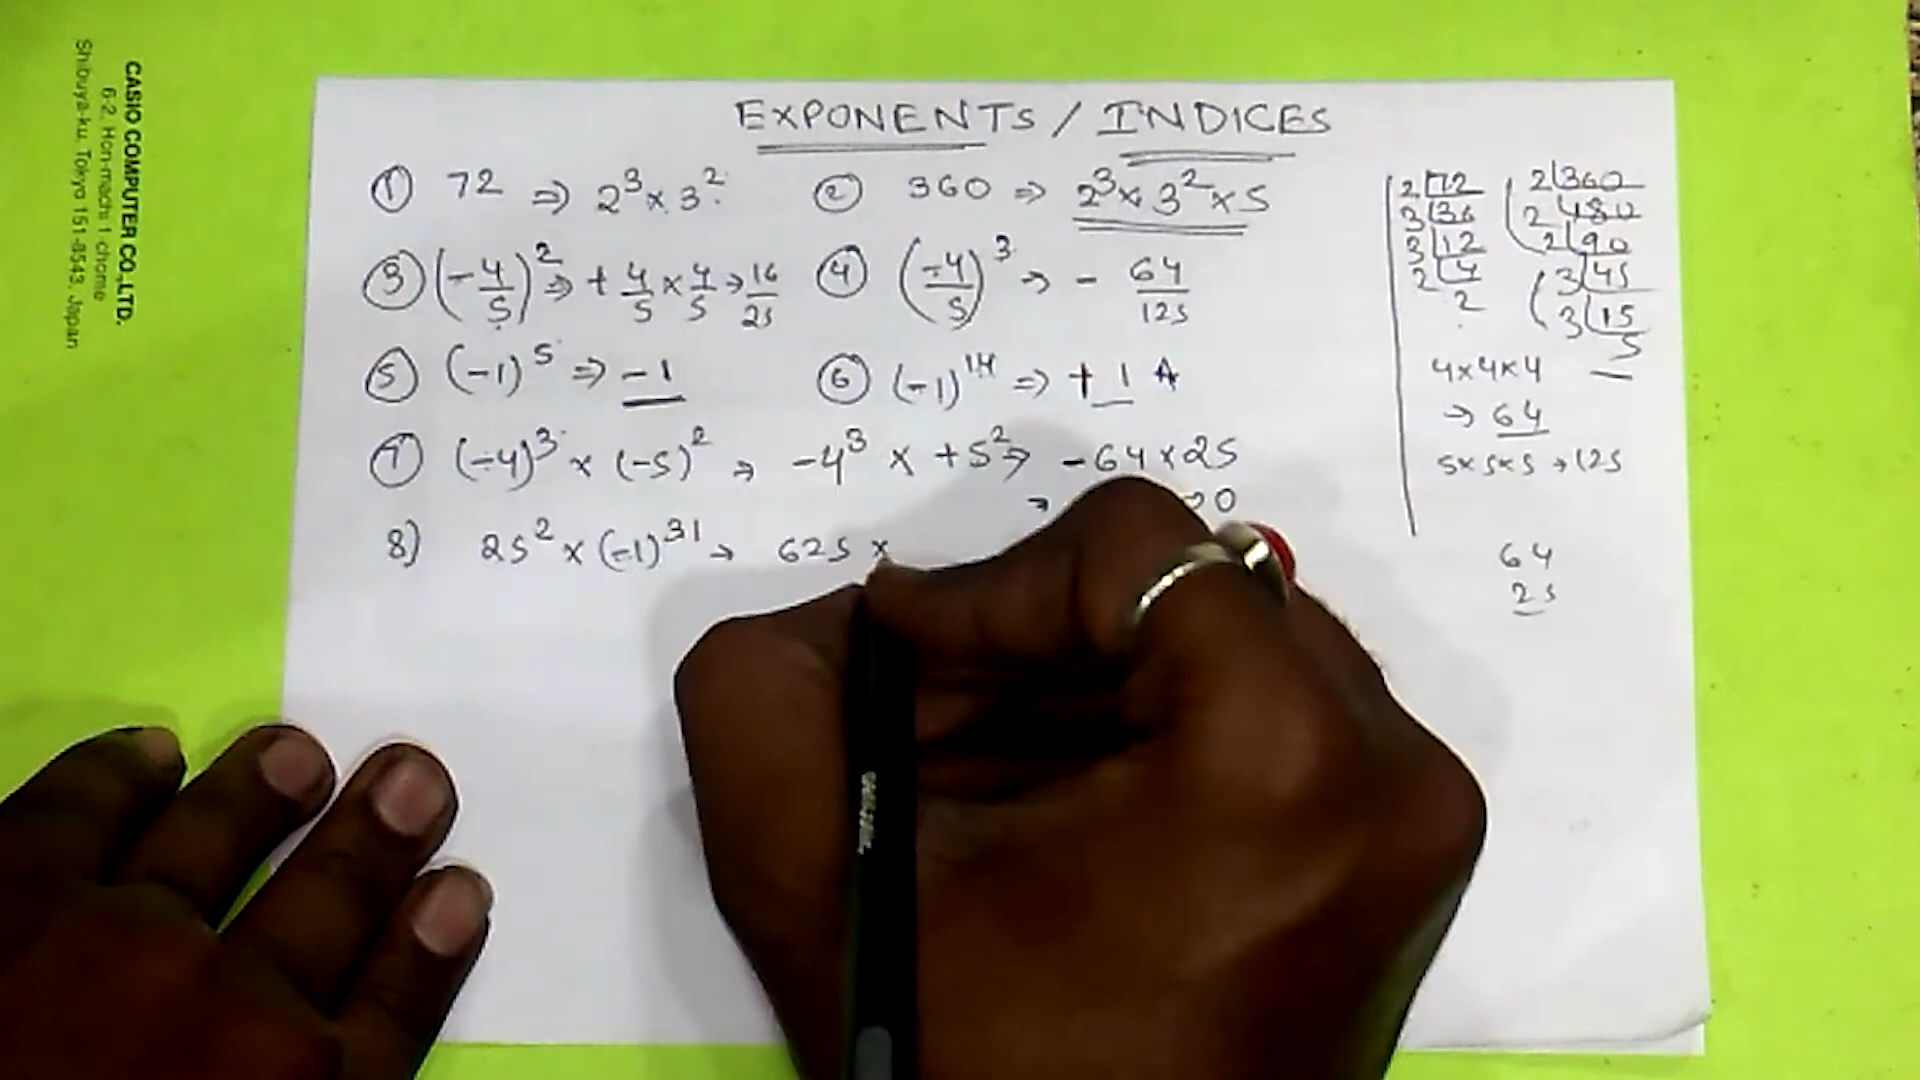 CASIO COMPUTER CO.,LTD.
6-2, Hon-machi 1-chome
Shibuya-ku, Tokyo 151-8543, Japan
EXPONENTS / INDICES
① 72 ⇒ 2³ × 3²
② 360 ⇒ 2³ × 3² × 5
③ (-4/5)² ⇒ + 4/5 × 4/5 → 16/25
④ (-4/5)³ → - 64/125
⑤ (-1)⁵ ⇒ -1
⑥ (-1)¹⁴ ⇒ + 1
⑦ (-4)³ × (-5)² → -4³ × +5² ⇒ -64×25
→ 00
8) 25² × (-1)³¹ → 625 ×
2 72
3 36
3 12
2 4
2
2 360
2 180
2 90
3 45
3 15
5
4×4×4
→ 64
5×5×5 → 125
64
25